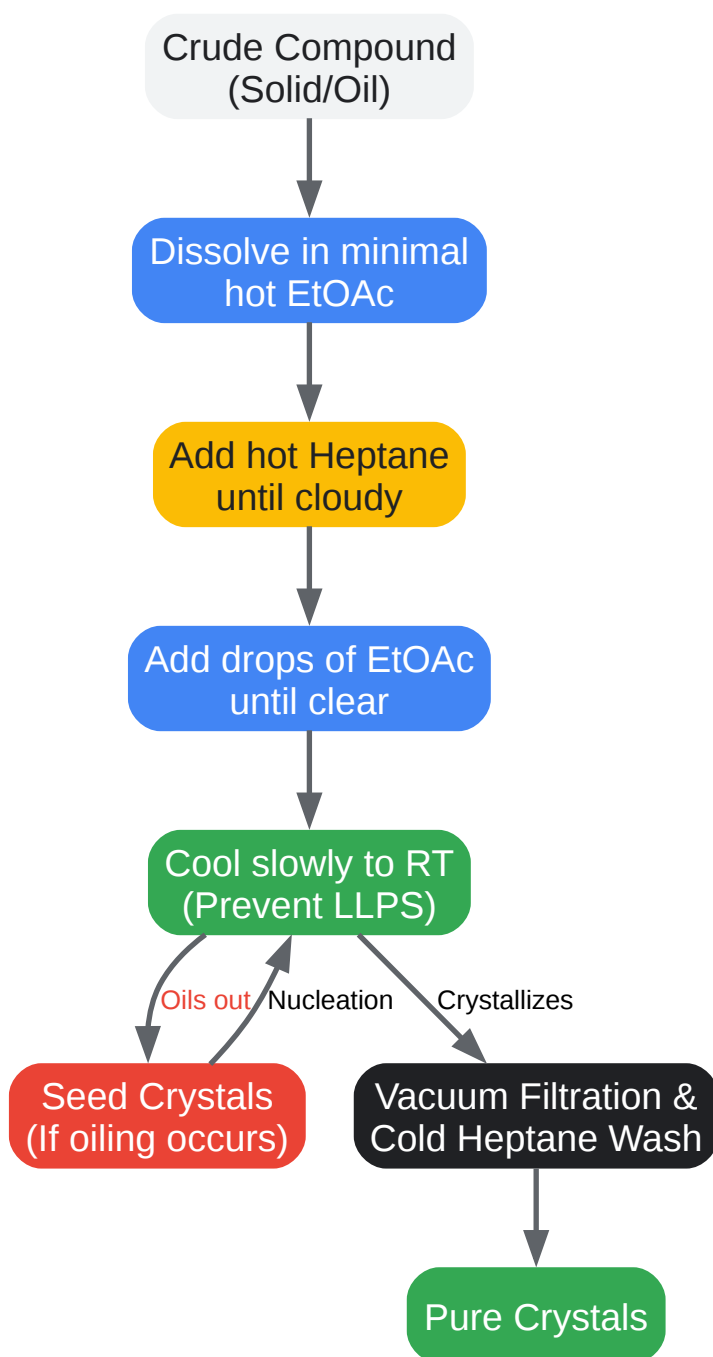 Crude Compound
(Solid/Oil)
Dissolve in minimal
hot EtOAc
Add hot Heptane
until cloudy
Add drops of EtOAc
until clear
Cool slowly to RT
(Prevent LLPS)
Oils out
Nucleation
Crystallizes
Seed Crystals
(If oiling occurs)
Vacuum Filtration &
Cold Heptane Wash
Pure Crystals